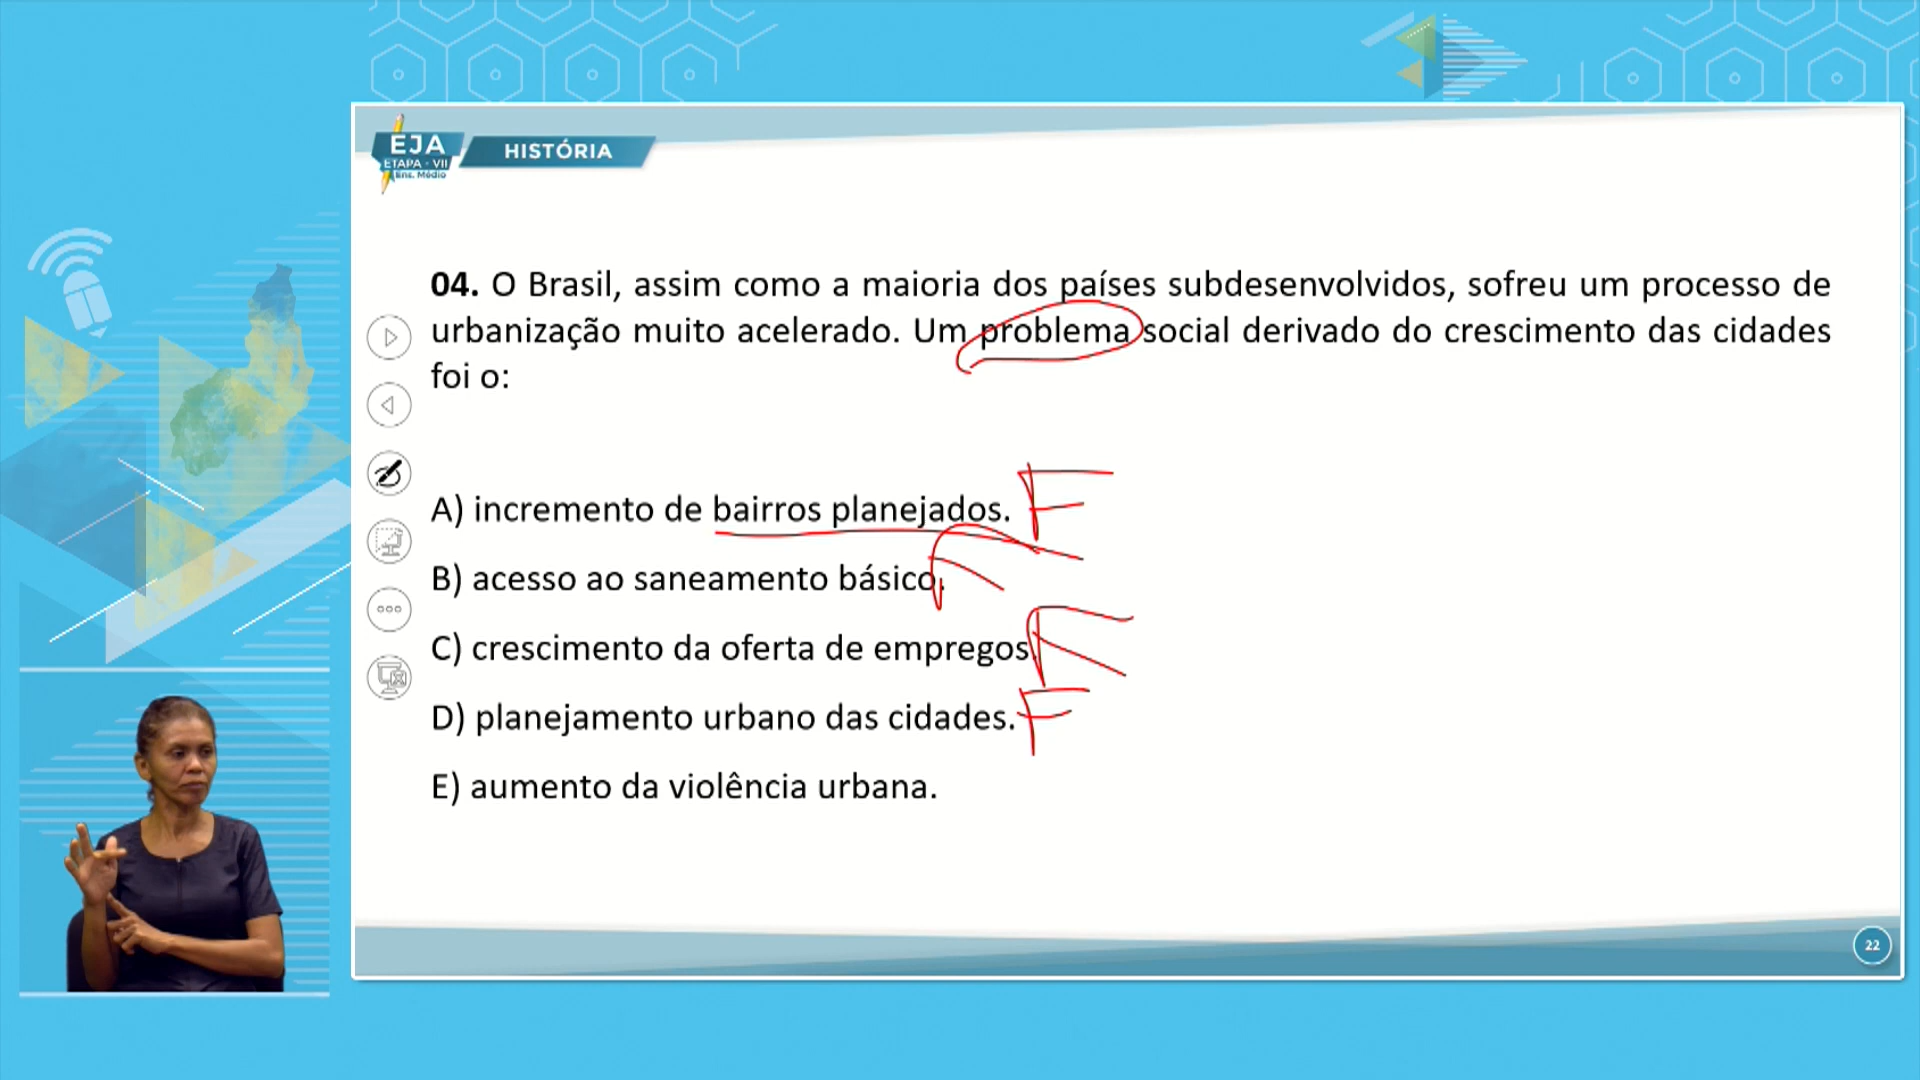 EJA
ETAPA - VII
Ens. Médio
HISTÓRIA
04. O Brasil, assim como a maioria dos países subdesenvolvidos, sofreu um processo de
urbanização muito acelerado. Um problema social derivado do crescimento das cidades
foi o:
A) incremento de bairros planejados. F
B) acesso ao saneamento básico. F
C) crescimento da oferta de empregos. F
D) planejamento urbano das cidades. F
E) aumento da violência urbana.
22